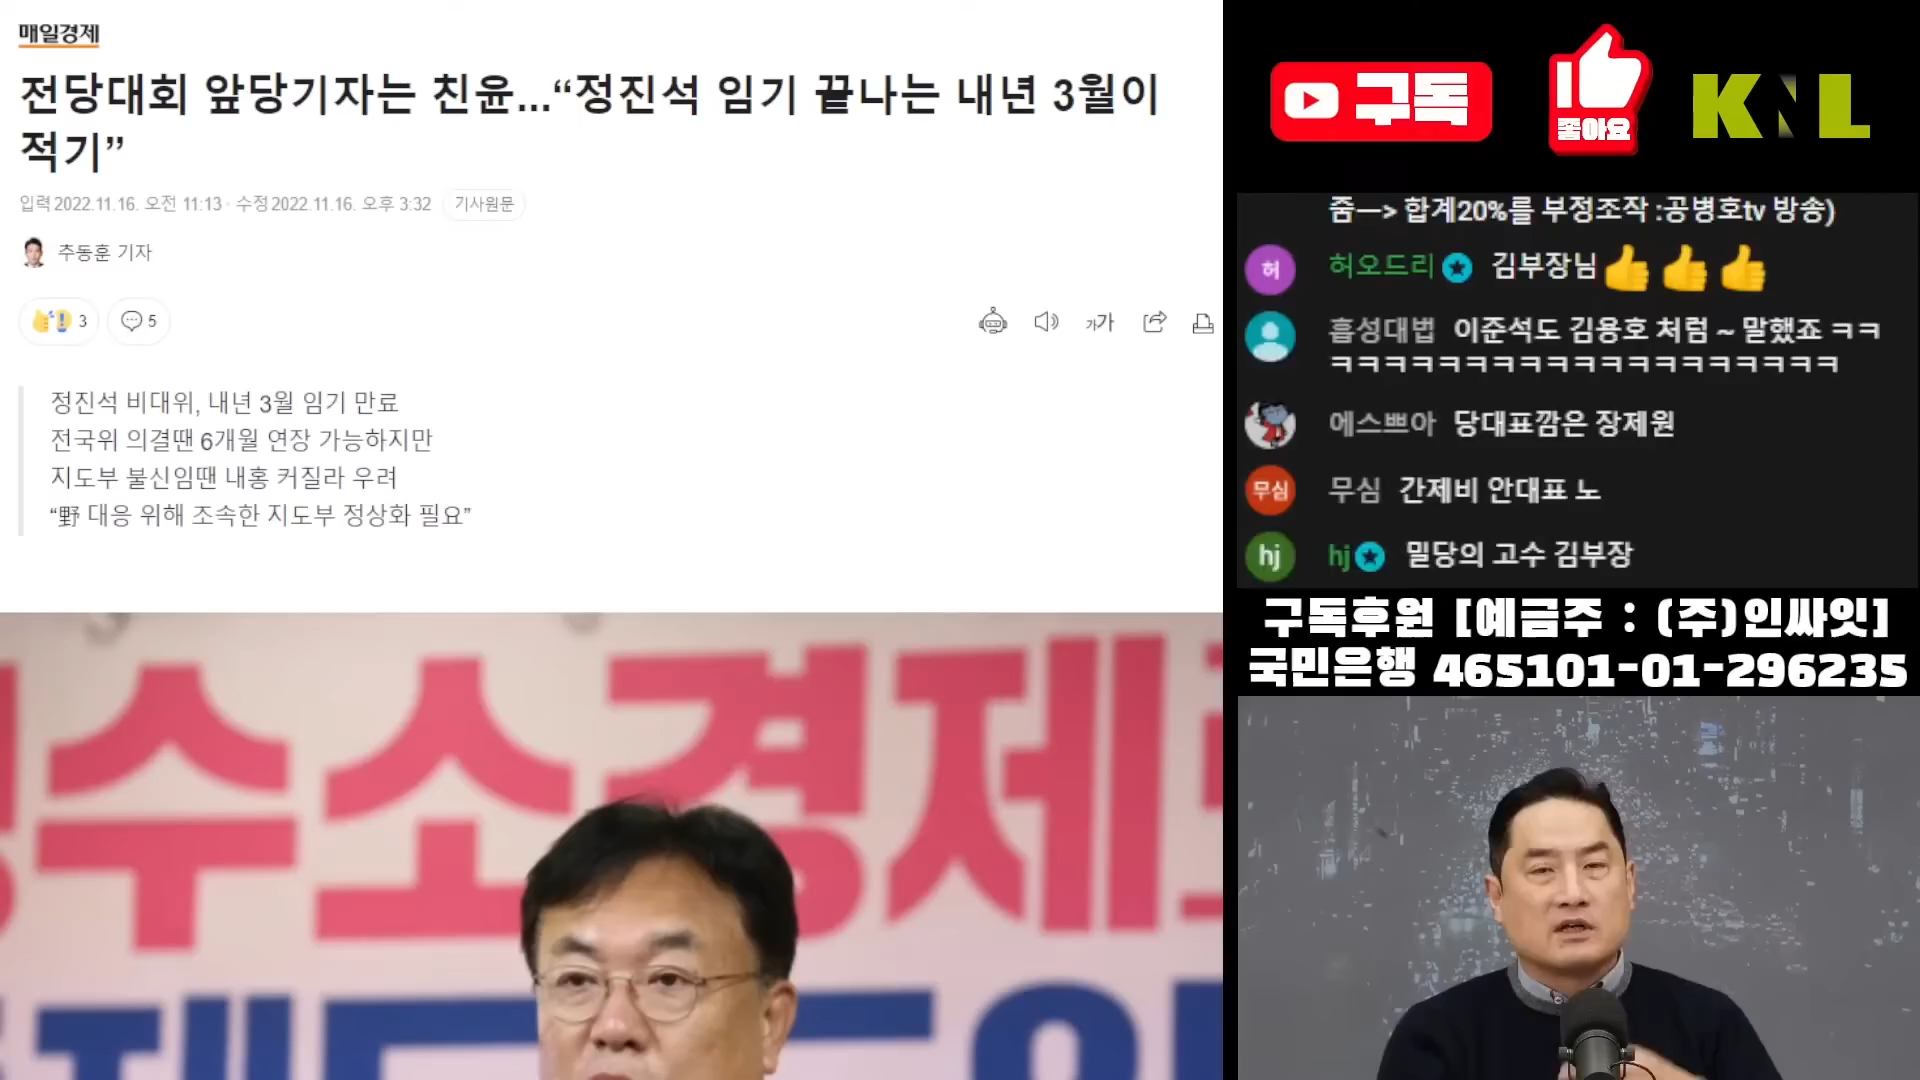 매일경제
전당대회 앞당기자는 친윤...“정진석 임기 끝나는 내년 3월이
적기”
입력 2022.11.16. 오전 11:13 · 수정 2022.11.16. 오후 3:32 기사원문
추동훈 기자
3
5
가가
정진석 비대위, 내년 3월 임기 만료
전국위 의결땐 6개월 연장 가능하지만
지도부 불신임땐 내홍 커질라 우려
“野 대응 위해 조속한 지도부 정상화 필요”
수소경제
구독
좋아요
KNL
줌—> 합계20%를 부정조작 :공병호tv 방송)
허
허오드리 김부장님
흡성대법 이준석도 김용호 처럼 ~ 말했죠 ㅋㅋ
ㅋㅋㅋㅋㅋㅋㅋㅋㅋㅋㅋㅋㅋㅋㅋㅋㅋㅋㅋ
에스쁘아 당대표깜은 장제원
무심
무심 간제비 안대표 노
hj
hj 밀당의 고수 김부장
구독후원 [예금주 : (주)인싸잇]
국민은행 465101-01-296235